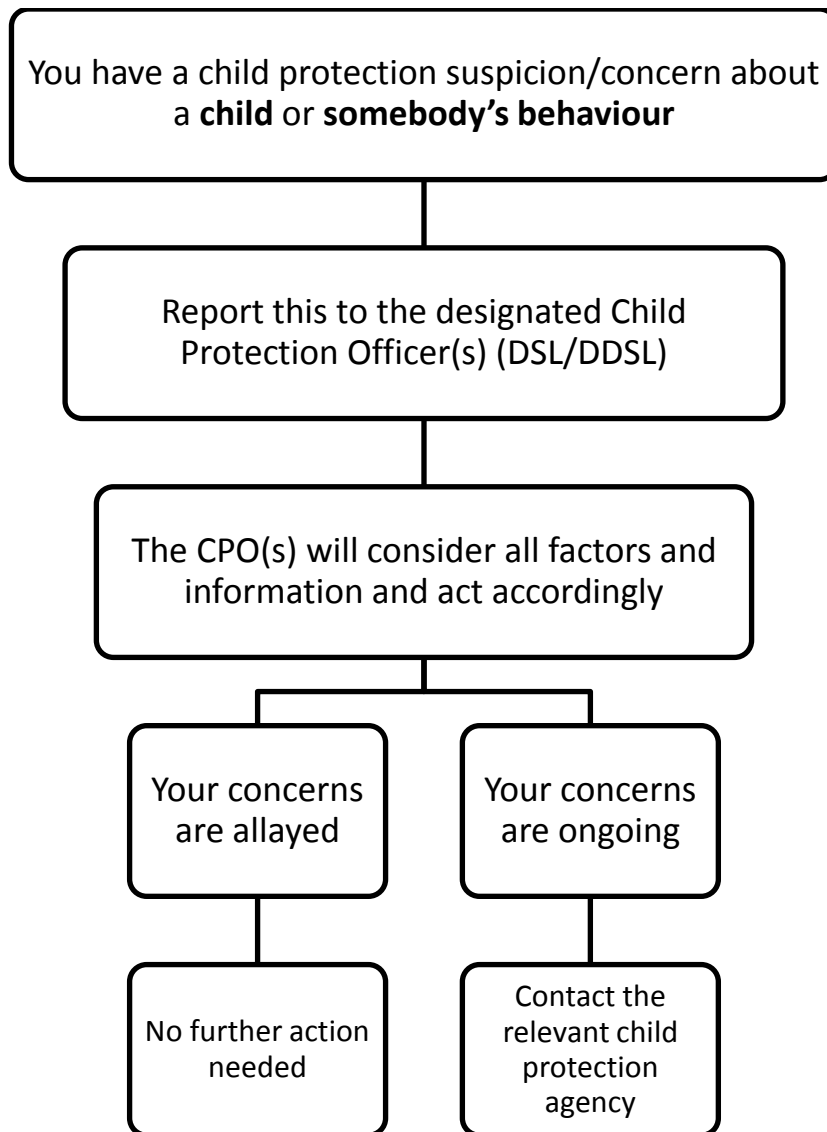 You have a child protection suspicion/concern about
a child or somebody’s behaviour
Report this to the designated Child
Protection Officer(s) (DSL/DDSL)
The CPO(s) will consider all factors and
information and act accordingly
Your concerns
are allayed
Your concerns
are ongoing
No further action
needed
Contact the
relevant child
protection
agency